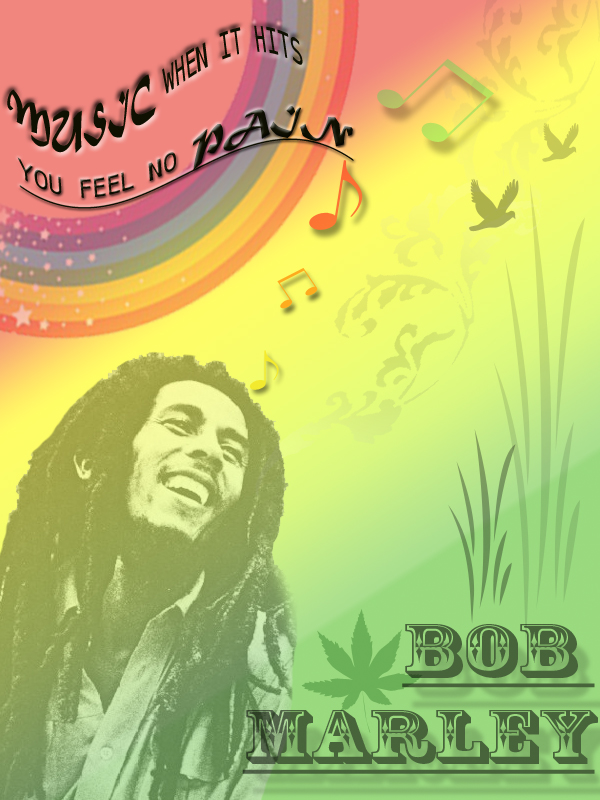 MUSIC WHEN IT HITS
YOU FEEL NO PAIN
BOB
MARLEY